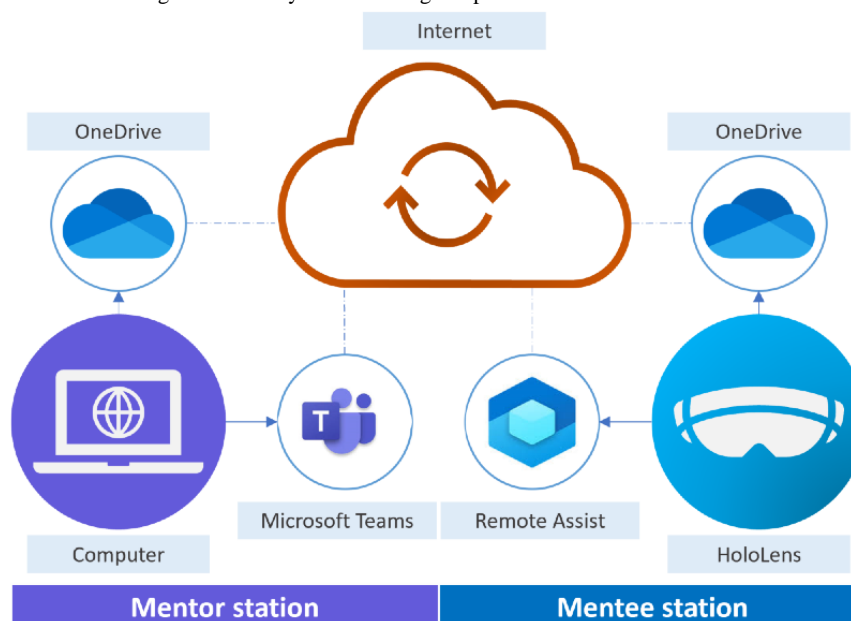 Internet
OneDrive
OneDrive
T
Microsoft Teams
Remote Assist
Computer
HoloLens
Mentor station
Mentee station